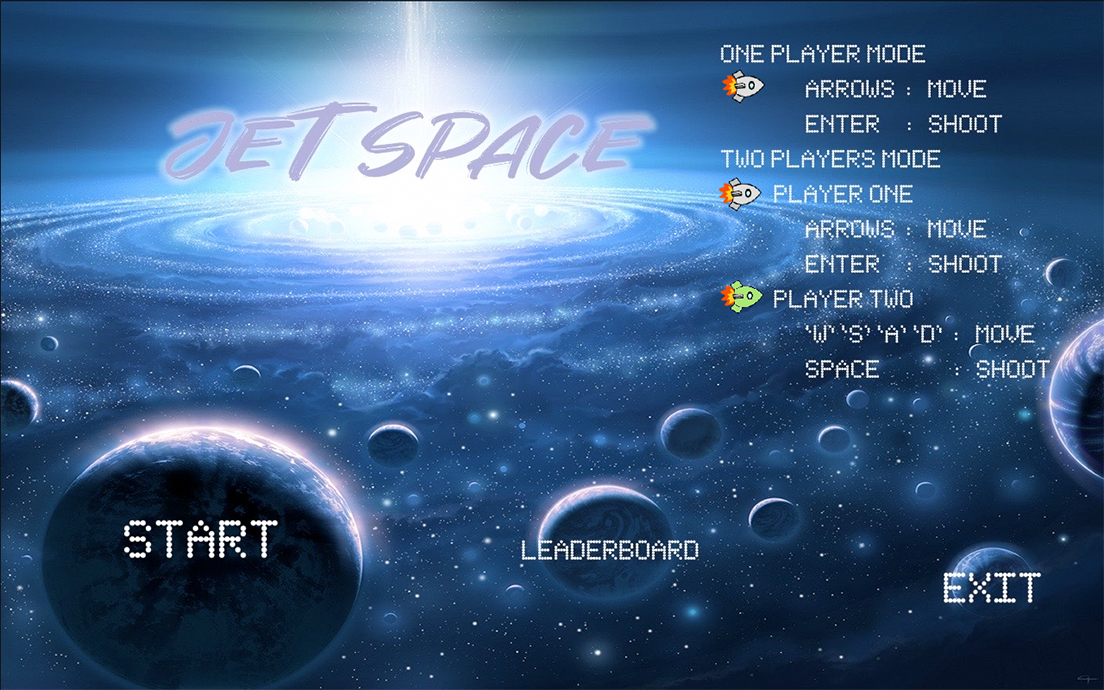 JET SPACE
ONE PLAYER MODE
ARROWS : MOVE
ENTER : SHOOT
TWO PLAYERS MODE
PLAYER ONE
ARROWS : MOVE
ENTER : SHOOT
PLAYER TWO
'W' 'S' 'A' 'D' : MOVE
SPACE : SHOOT
START
LEADERBOARD
EXIT